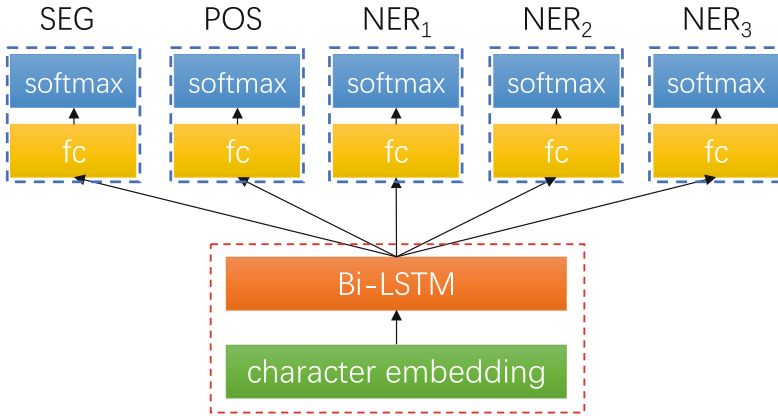 SEG POS NER₁ NER₂ NER₃
softmax softmax softmax softmax softmax
fc fc fc fc fc
Bi-LSTM
character embedding